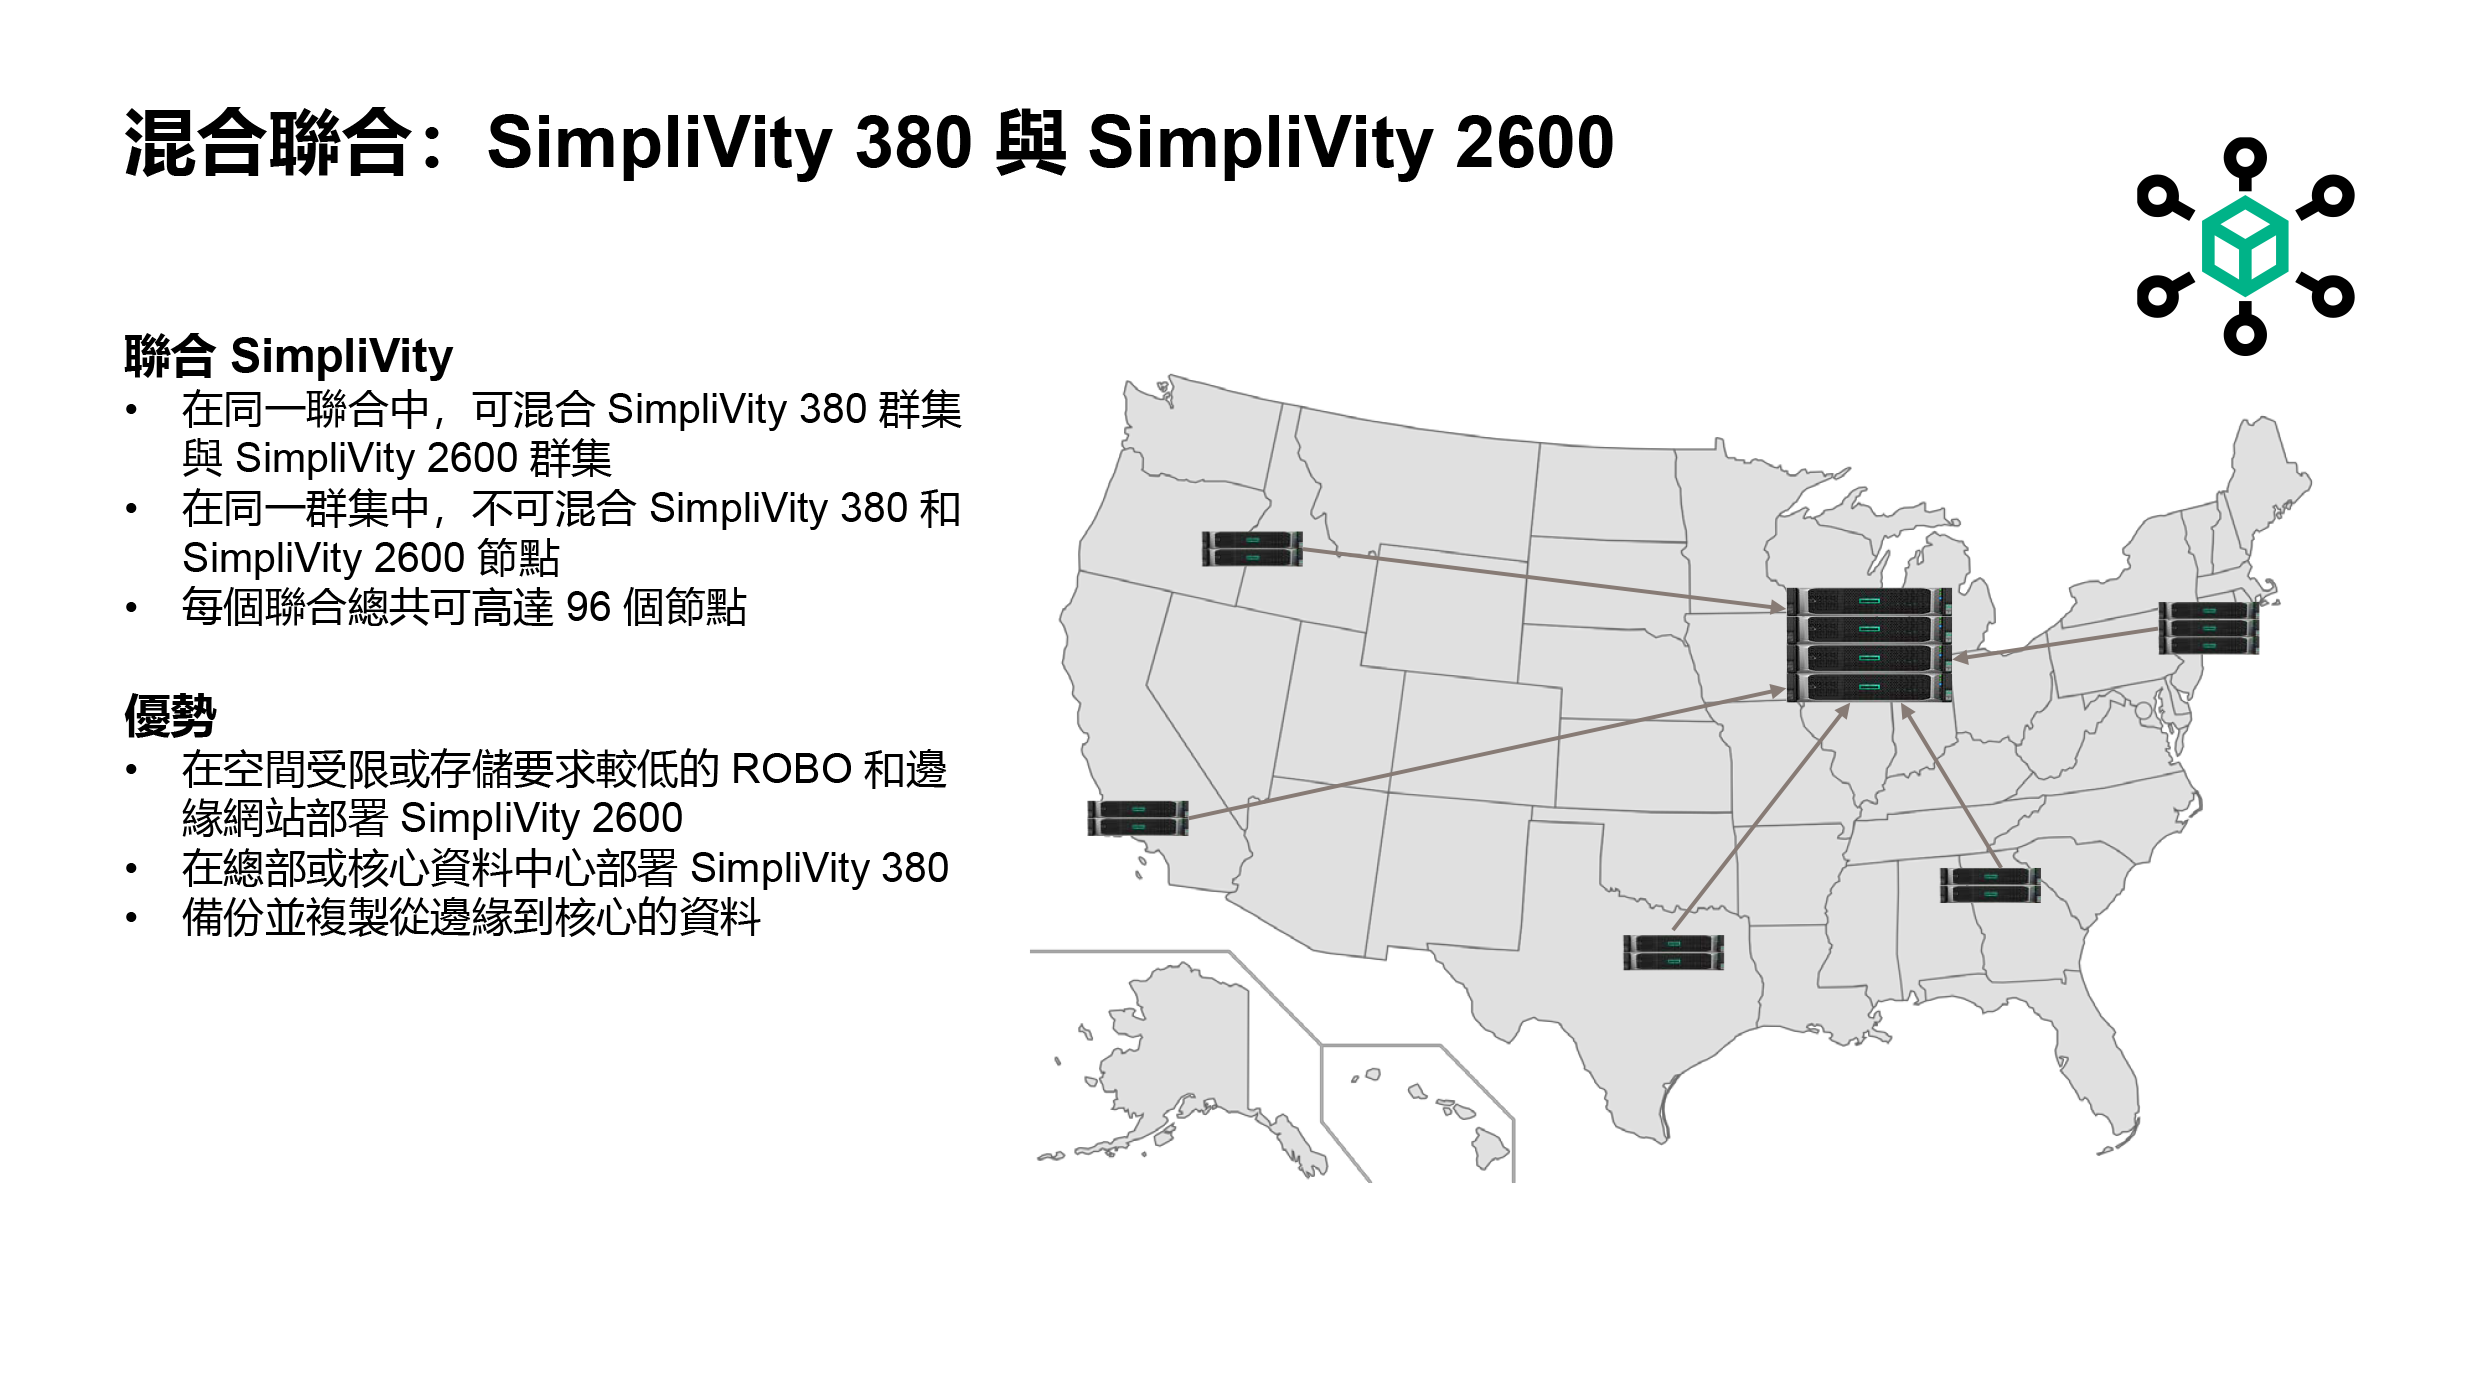 混合聯合：SimpliVity 380 與 SimpliVity 2600
聯合 SimpliVity
• 在同一聯合中，可混合 SimpliVity 380 群集
與 SimpliVity 2600 群集
• 在同一群集中，不可混合 SimpliVity 380 和
SimpliVity 2600 節點
• 每個聯合總共可高達 96 個節點
優勢
• 在空間受限或存儲要求較低的 ROBO 和邊
緣網站部署 SimpliVity 2600
• 在總部或核心資料中心部署 SimpliVity 380
• 備份並複製從邊緣到核心的資料